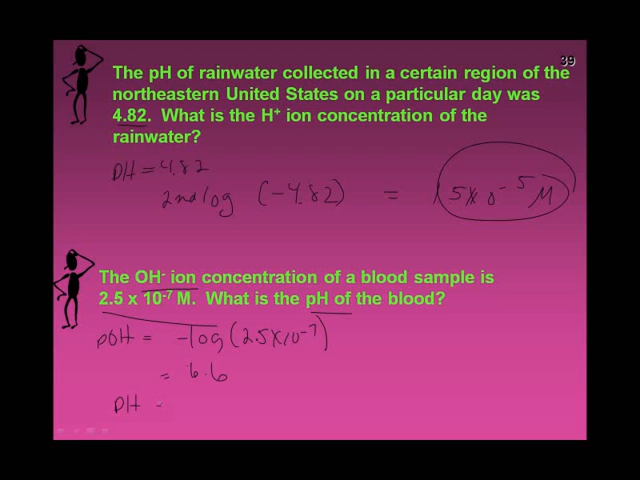 39
The pH of rainwater collected in a certain region of the
northeastern United States on a particular day was
4.82. What is the H⁺ ion concentration of the
rainwater?
pH = 4.82
2nd log (-4.82) = 1.5 x 10⁻⁵ M
The OH⁻ ion concentration of a blood sample is
2.5 x 10⁻⁷ M. What is the pH of the blood?
pOH = -log (2.5 x 10⁻⁷)
= 6.6
pH -